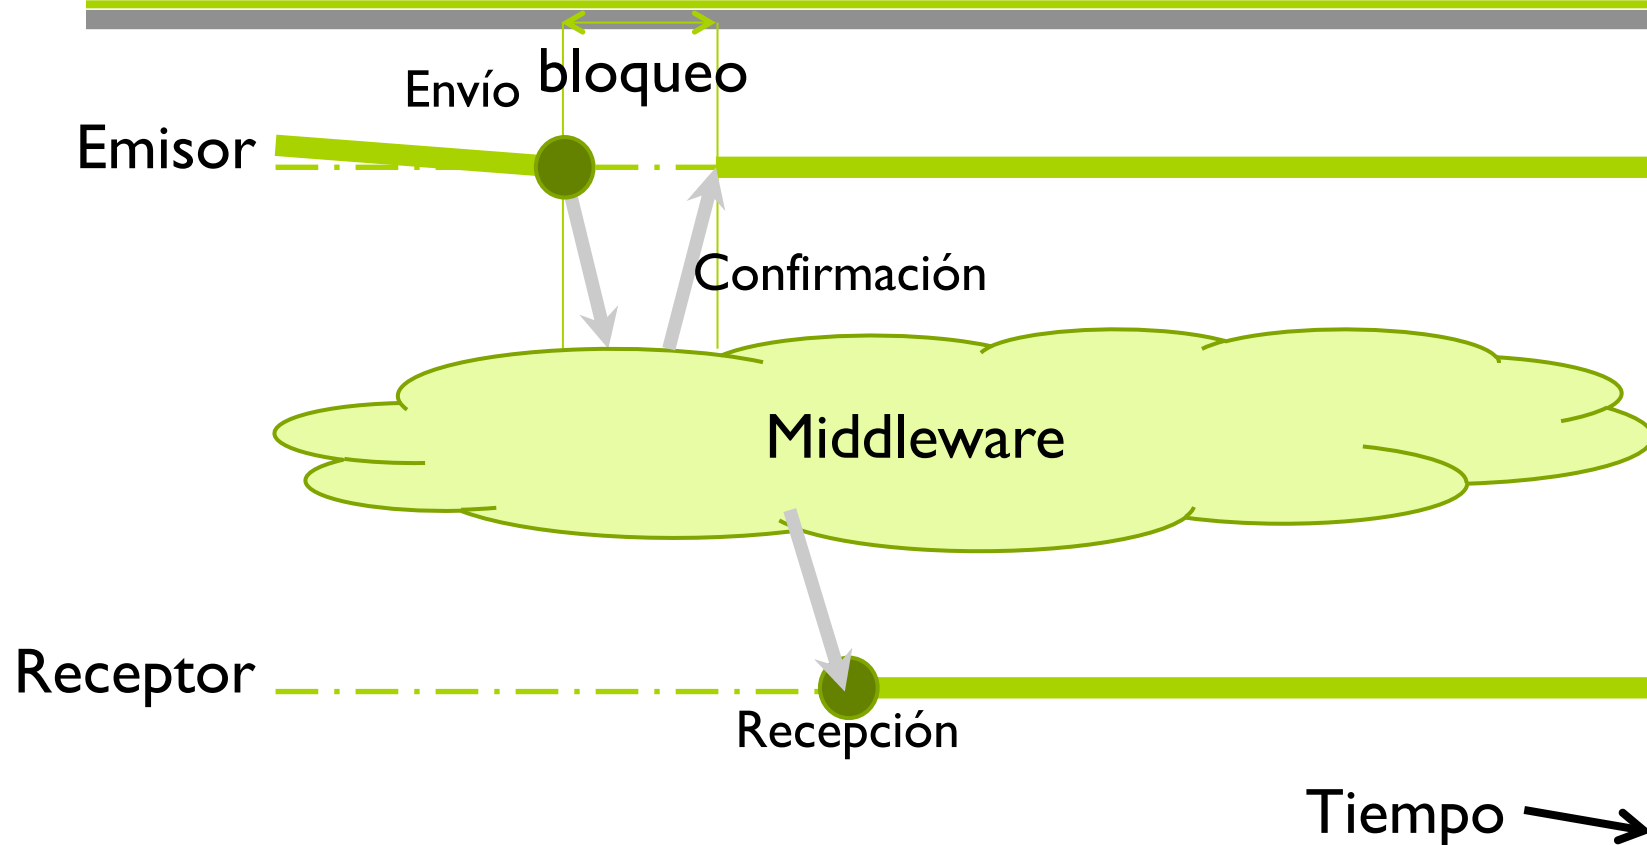 bloqueo
Envío
Emisor
Confirmación
Middleware
Receptor
Recepción
Tiempo